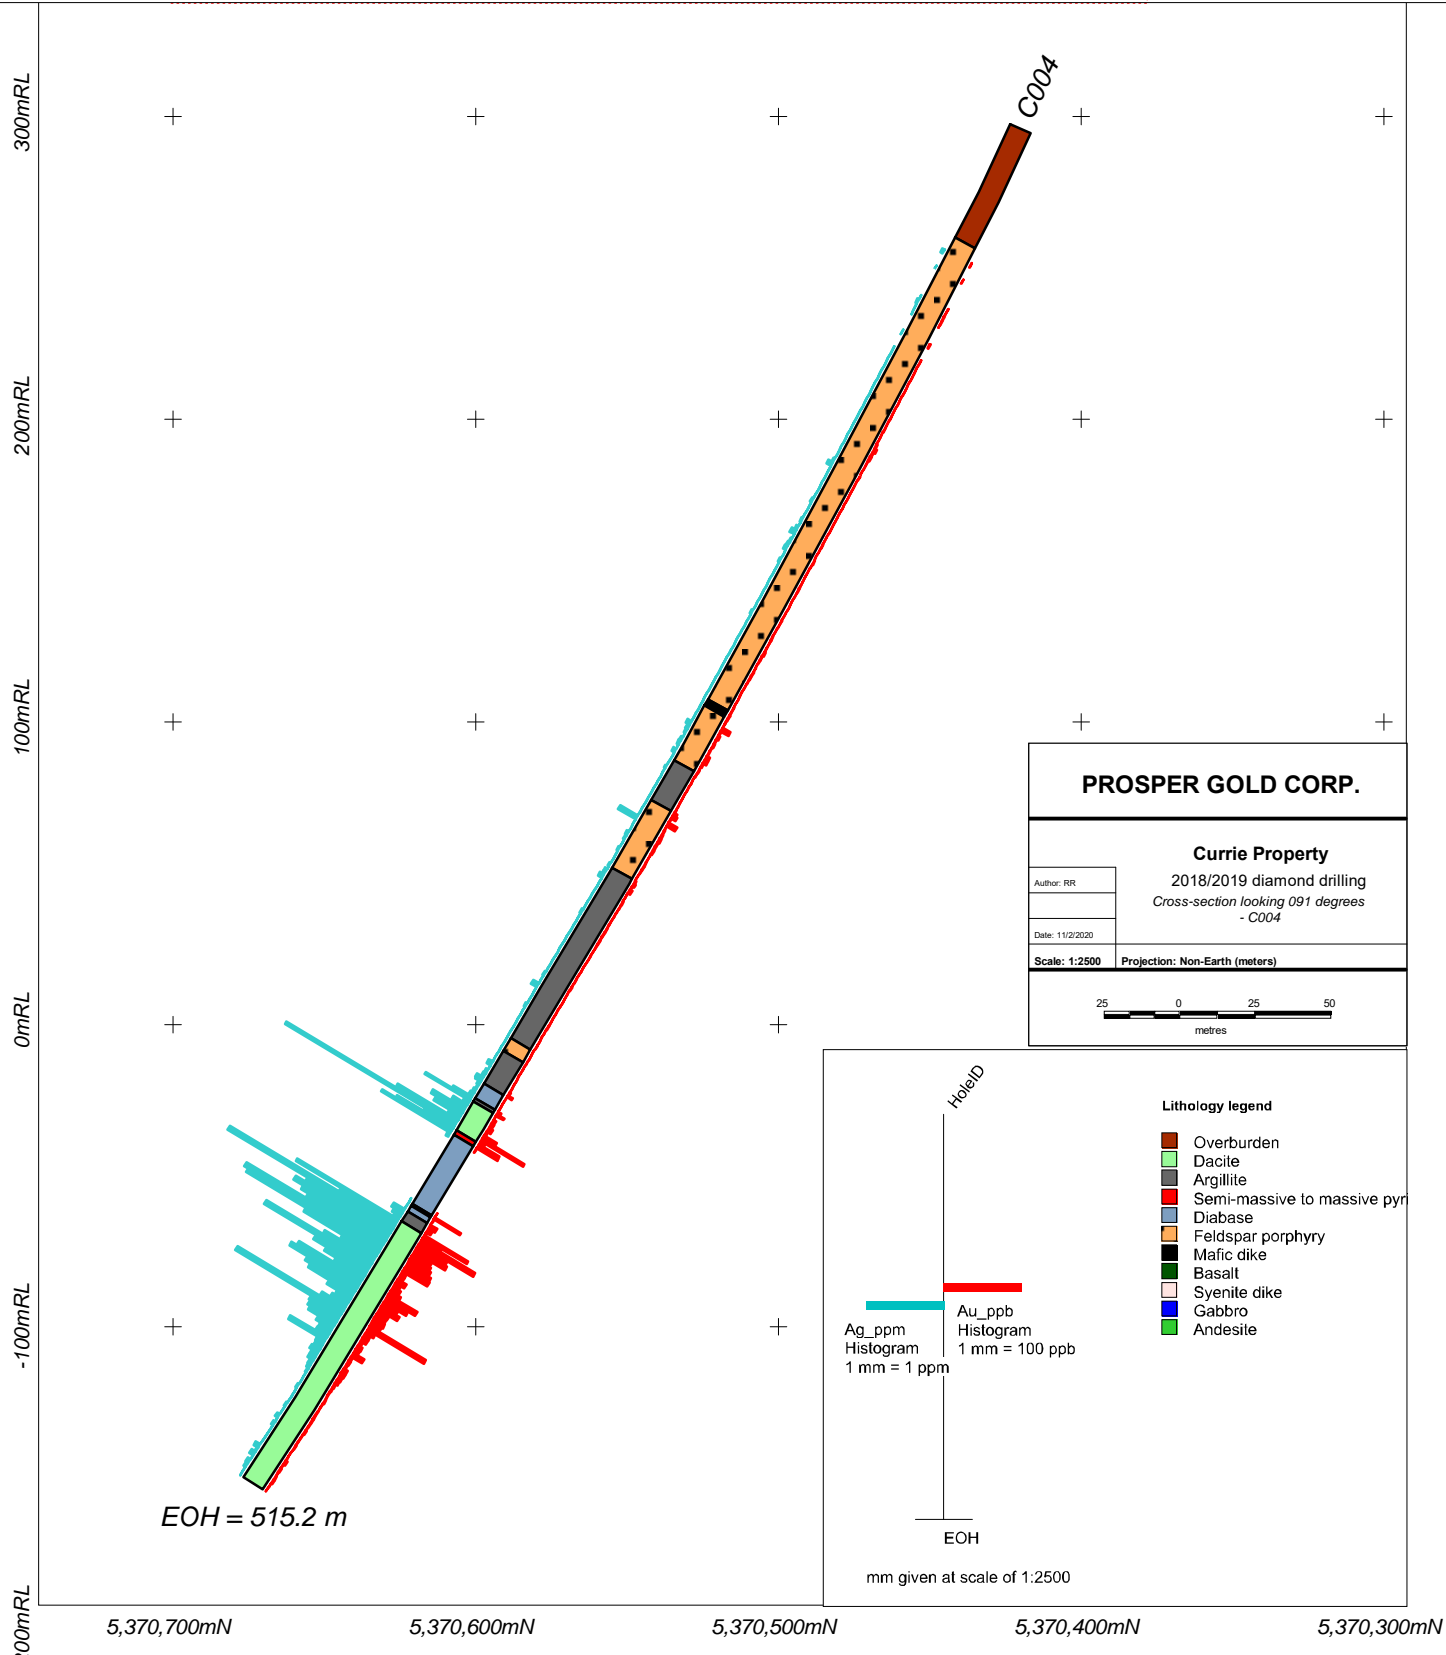 C004
300mRL
200mRL
100mRL
0mRL
-100mRL
200mRL
EOH = 515.2 m
5,370,700mN
5,370,600mN
5,370,500mN
5,370,400mN
5,370,300mN
PROSPER GOLD CORP.
Currie Property
2018/2019 diamond drilling
Cross-section looking 091 degrees
- C004
Author: RR
Date: 11/2/2020
Scale: 1:2500
Projection: Non-Earth (meters)
25 0 25 50
metres
HoleID
Ag_ppm
Histogram
1 mm = 1 ppm
Au_ppb
Histogram
1 mm = 100 ppb
EOH
mm given at scale of 1:2500
Lithology legend
Overburden
Dacite
Argillite
Semi-massive to massive pyri
Diabase
Feldspar porphyry
Mafic dike
Basalt
Syenite dike
Gabbro
Andesite